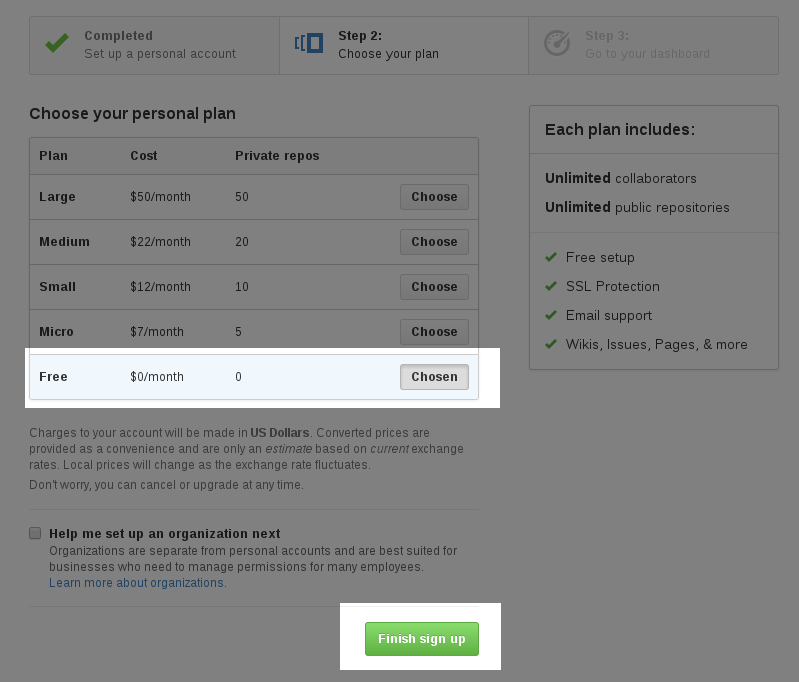 Completed
Set up a personal account
Step 2:
Choose your plan
Step 3:
Go to your dashboard
Choose your personal plan
Plan Cost Private repos
Large $50/month 50 Choose
Medium $22/month 20 Choose
Small $12/month 10 Choose
Micro $7/month 5 Choose
Free $0/month 0 Chosen
Charges to your account will be made in US Dollars. Converted prices are
provided as a convenience and are only an estimate based on current exchange
rates. Local prices will change as the exchange rate fluctuates.
Don't worry, you can cancel or upgrade at any time.
Help me set up an organization next
Organizations are separate from personal accounts and are best suited for
businesses who need to manage permissions for many employees.
Learn more about organizations.
Finish sign up
Each plan includes:
Unlimited collaborators
Unlimited public repositories
Free setup
SSL Protection
Email support
Wikis, Issues, Pages, & more